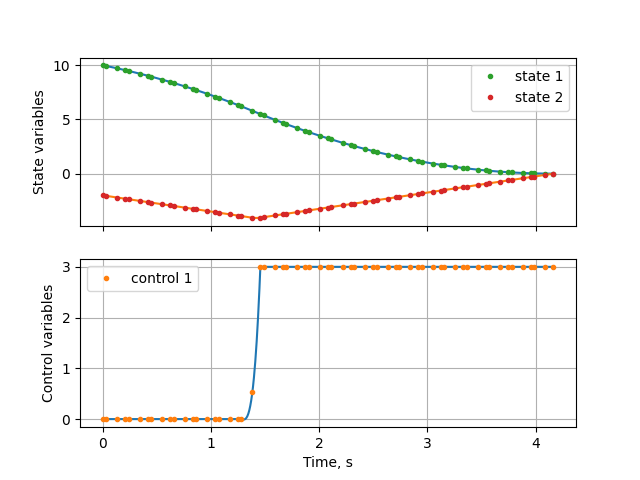 10
5
0
State variables
state 1
state 2
3
2
1
0
Control variables
control 1
0 1 2 3 4
Time, s